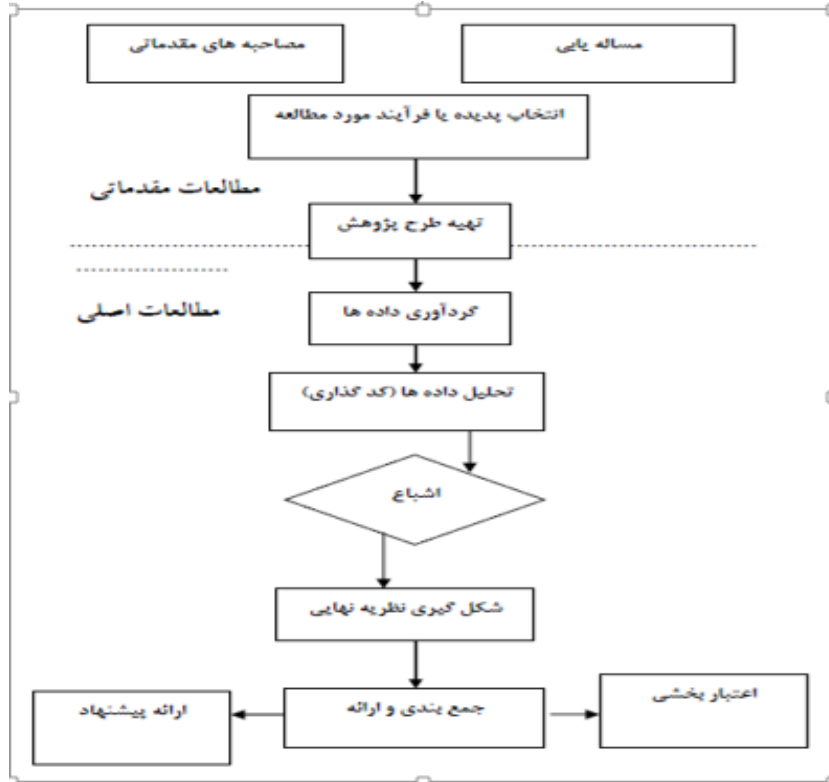 مساله یابی
مصاحبه های مقدماتی
انتخاب پدیده یا فرآیند مورد مطالعه
مطالعات مقدماتی
تهیه طرح پژوهش
گردآوری داده ها
مطالعات اصلی
تحلیل داده ها (کد گذاری)
اشباع
شکل گیری نظریه نهایی
اعتبار بخشی
جمع بندی و ارائه
ارائه پیشنهاد